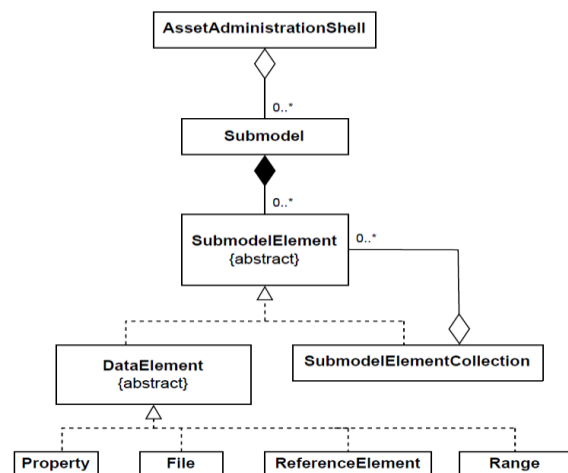 AssetAdministrationShell
0..*
Submodel
0..*
SubmodelElement
{abstract}
0..*
DataElement
{abstract}
SubmodelElementCollection
Property
File
ReferenceElement
Range